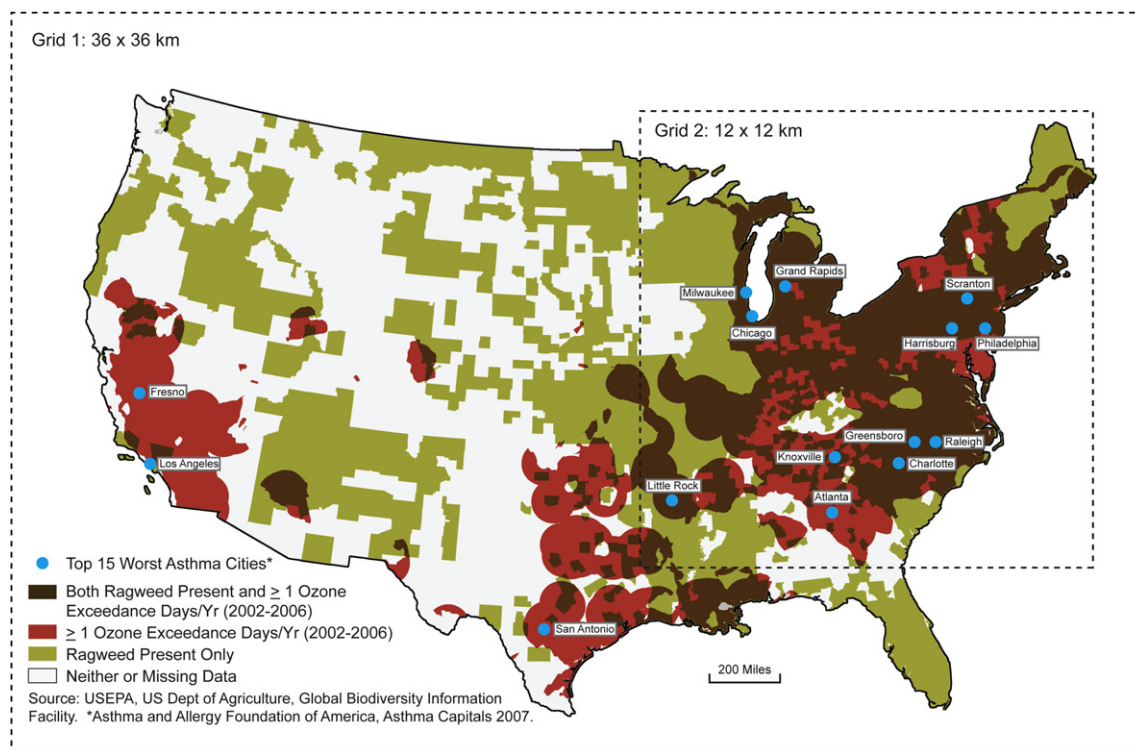 Grid 1: 36 x 36 km
Grid 2: 12 x 12 km
Grand Rapids
Milwaukee
Scranton
Chicago
Harrisburg
Philadelphia
Fresno
Greensboro
Raleigh
Knoxville
Charlotte
Los Angeles
Little Rock
Atlanta
San Antonio
Top 15 Worst Asthma Cities*
Both Ragweed Present and ≥ 1 Ozone
Exceedance Days/Yr (2002-2006)
≥ 1 Ozone Exceedance Days/Yr (2002-2006)
Ragweed Present Only
Neither or Missing Data
200 Miles
Source: USEPA, US Dept of Agriculture, Global Biodiversity Information
Facility. *Asthma and Allergy Foundation of America, Asthma Capitals 2007.